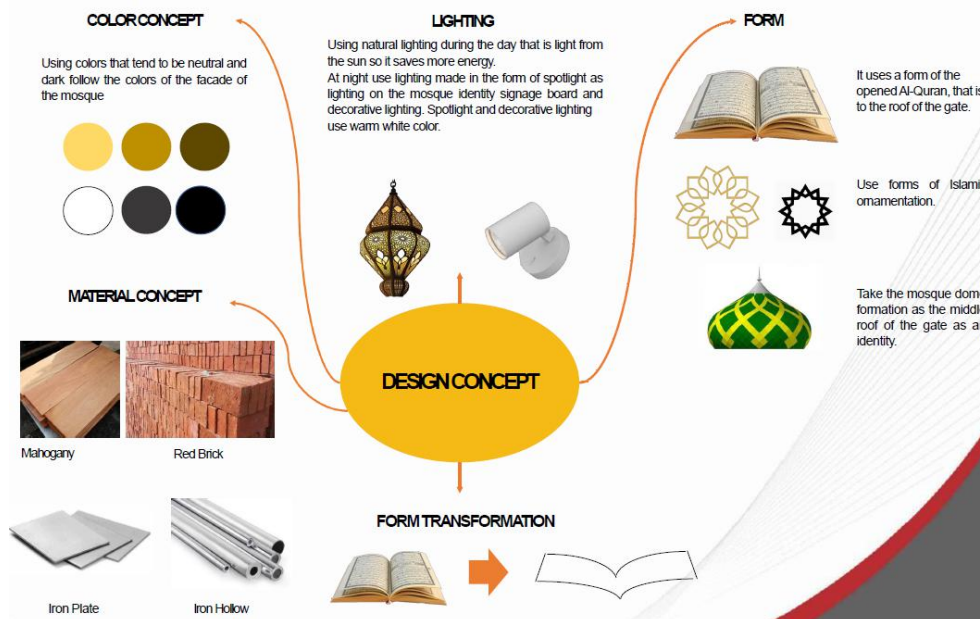 COLOR CONCEPT
Using colors that tend to be neutral and
dark follow the colors of the facade of
the mosque
LIGHTING
Using natural lighting during the day that is light from
the sun so it saves more energy.
At night use lighting made in the form of spotlight as
lighting on the mosque identity signage board and
decorative lighting. Spotlight and decorative lighting
use warm white color.
FORM
It uses a form of the
opened Al-Quran, that is
to the roof of the gate.
Use forms of Islami
ornamentation.
Take the mosque dome
formation as the middle
roof of the gate as a
identity.
MATERIAL CONCEPT
Mahogany
Red Brick
Iron Plate
Iron Hollow
DESIGN CONCEPT
FORM TRANSFORMATION